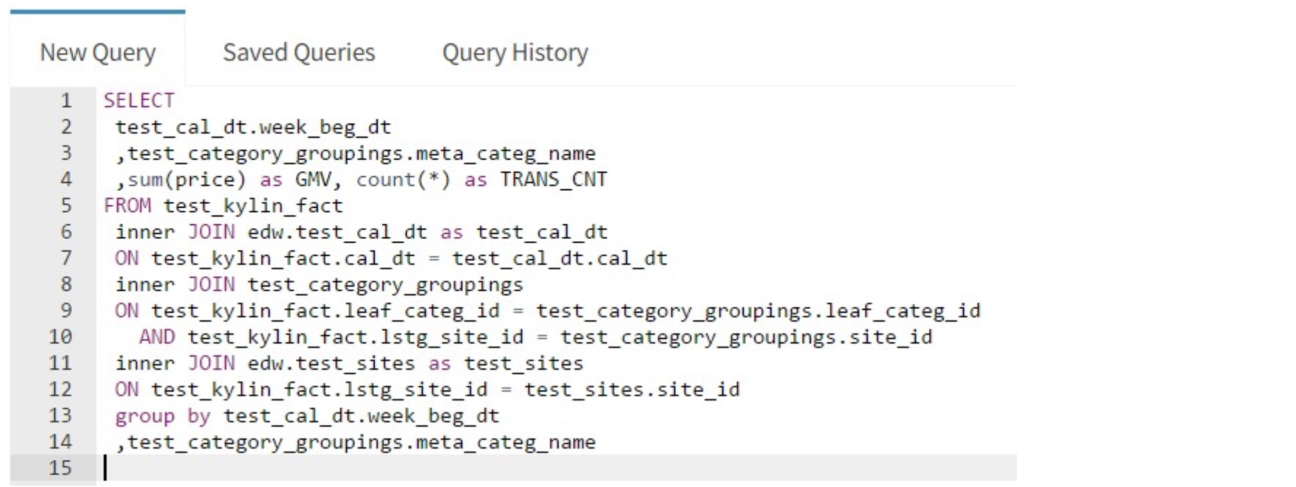 New Query Saved Queries Query History
1 SELECT
2 test_cal_dt.week_beg_dt
3 ,test_category_groupings.meta_categ_name
4 ,sum(price) as GMV, count(*) as TRANS_CNT
5 FROM test_kylin_fact
6 inner JOIN edw.test_cal_dt as test_cal_dt
7 ON test_kylin_fact.cal_dt = test_cal_dt.cal_dt
8 inner JOIN test_category_groupings
9 ON test_kylin_fact.leaf_categ_id = test_category_groupings.leaf_categ_id
10 AND test_kylin_fact.lstg_site_id = test_category_groupings.site_id
11 inner JOIN edw.test_sites as test_sites
12 ON test_kylin_fact.lstg_site_id = test_sites.site_id
13 group by test_cal_dt.week_beg_dt
14 ,test_category_groupings.meta_categ_name
15